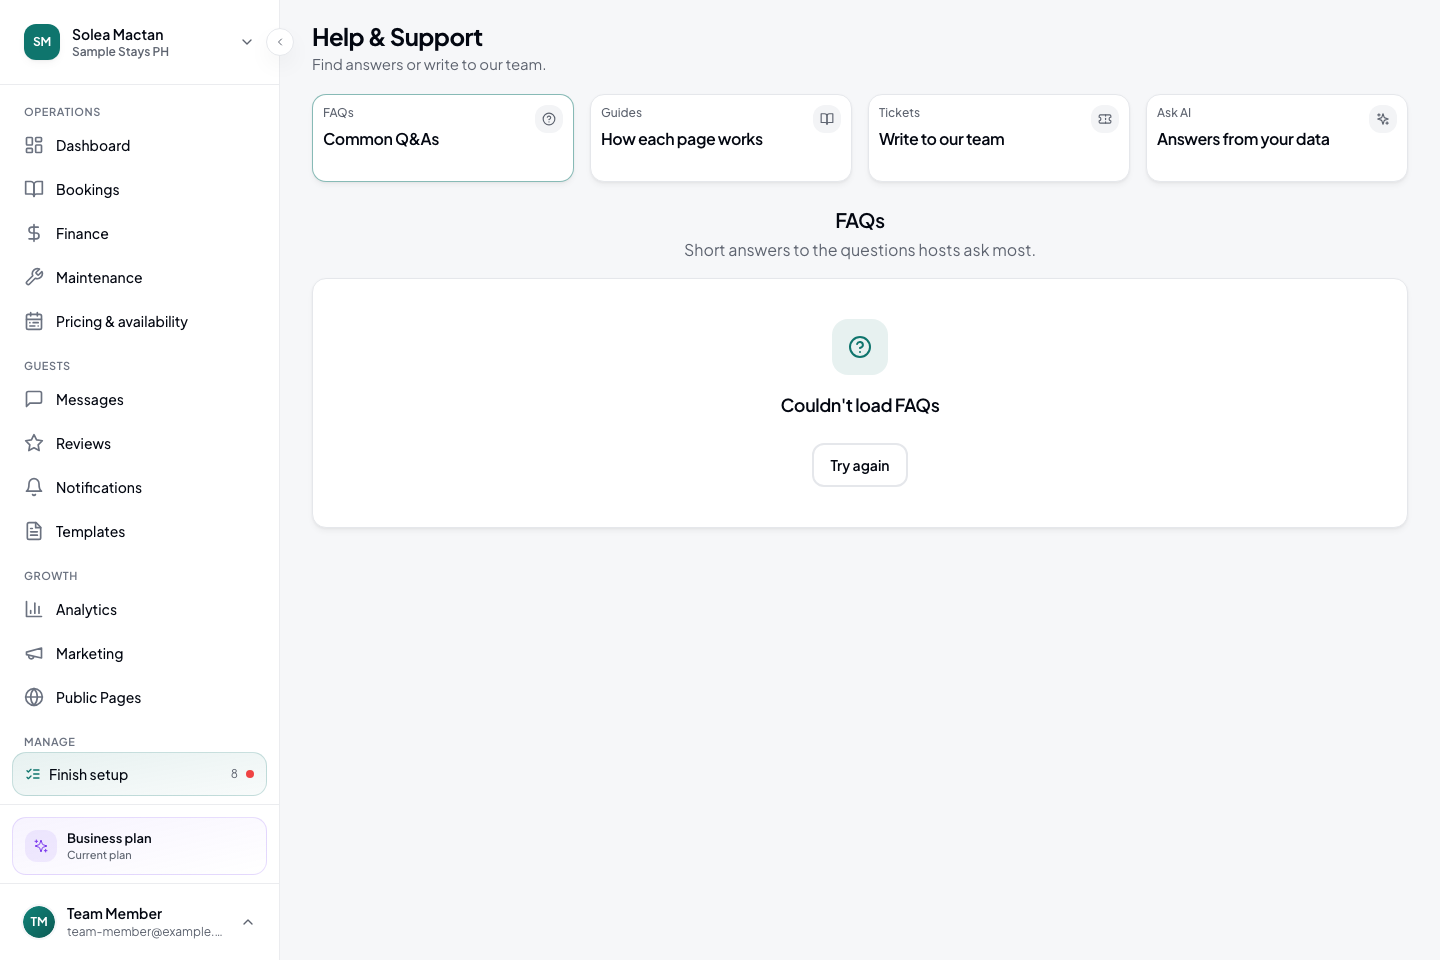 SM
Solea Mactan
Sample Stays PH
OPERATIONS
Dashboard
Bookings
Finance
Maintenance
Pricing & availability
GUESTS
Messages
Reviews
Notifications
Templates
GROWTH
Analytics
Marketing
Public Pages
MANAGE
Finish setup 8
Business plan
Current plan
TM
Team Member
team-member@example....
Help & Support
Find answers or write to our team.
FAQs
Common Q&As
Guides
How each page works
Tickets
Write to our team
Ask AI
Answers from your data
FAQs
Short answers to the questions hosts ask most.
Couldn't load FAQs
Try again